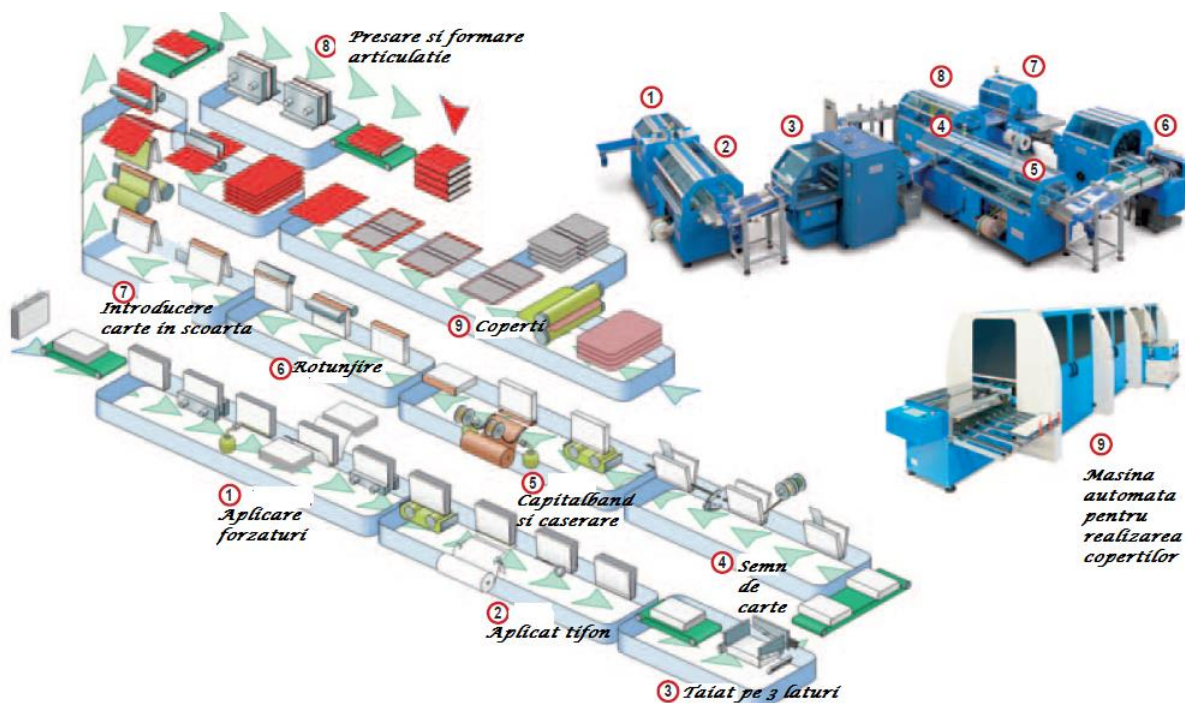 8 Presare si formare
articulatie
7
Introducere
carte in scoarta
9 Coperti
6 Rotunjire
1
Aplicare
forzaturi
5
Capitalband
si caserare
4 Semn
de
carte
2
Aplicat tifon
3 Taiat pe 3 laturi
1
2
3
8
7
4
6
5
9
Masina
automata
pentru
realizarea
copertilor